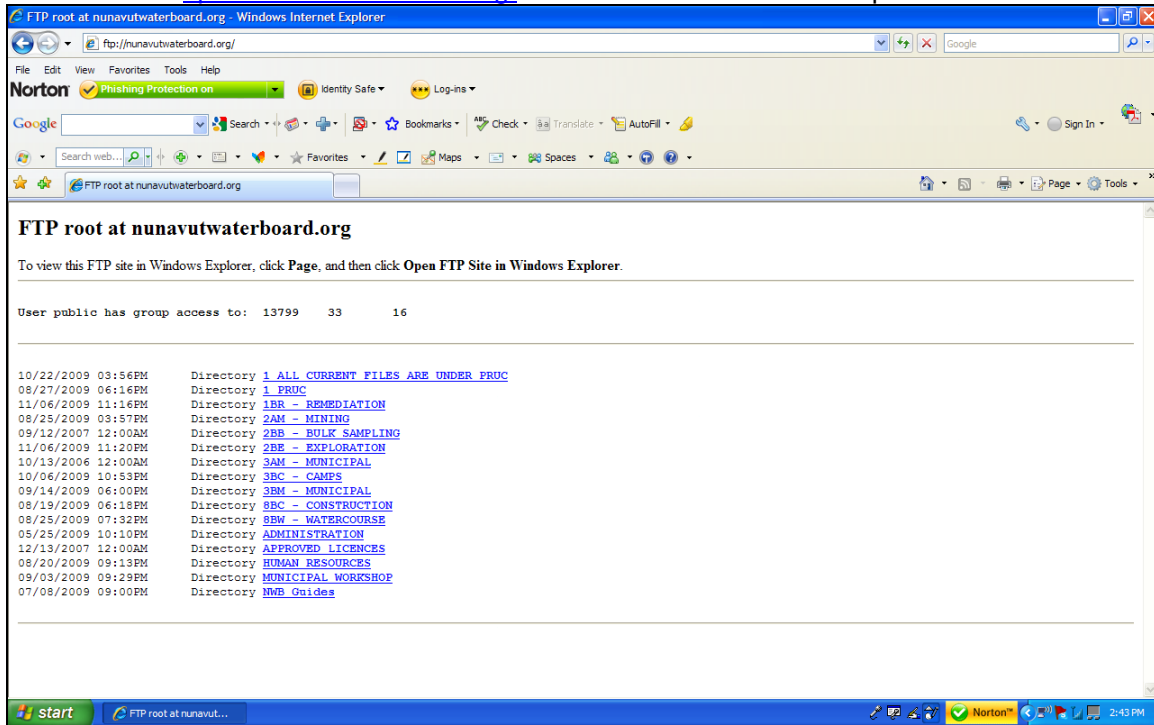 FTP root at nunavutwaterboard.org - Windows Internet Explorer
ftp://nunavutwaterboard.org/
Google
File Edit View Favorites Tools Help
Norton Phishing Protection on Identity Safe Log-ins
Google Search Bookmarks ABC Check Translate AutoFill Sign In
Search web... Favorites Maps Spaces
FTP root at nunavutwaterboard.org Page Tools
FTP root at nunavutwaterboard.org
To view this FTP site in Windows Explorer, click Page, and then click Open FTP Site in Windows Explorer.
User public has group access to: 13799 33 16
10/22/2009 03:56PM Directory 1 ALL CURRENT FILES ARE UNDER PRUC
08/27/2009 06:16PM Directory 1 PRUC
11/06/2009 11:16PM Directory 1BR - REMEDIATION
08/25/2009 03:57PM Directory 2AM - MINING
09/12/2007 12:00AM Directory 2BB - BULK SAMPLING
11/06/2009 11:20PM Directory 2BE - EXPLORATION
10/13/2006 12:00AM Directory 3AM - MUNICIPAL
10/06/2009 10:53PM Directory 3BC - CAMPS
09/14/2009 06:00PM Directory 3BM - MUNICIPAL
08/19/2009 06:18PM Directory 8BC - CONSTRUCTION
08/25/2009 07:32PM Directory 8BW - WATERCOURSE
05/25/2009 10:10PM Directory ADMINISTRATION
12/13/2007 12:00AM Directory APPROVED LICENCES
08/20/2009 09:13PM Directory HUMAN RESOURCES
09/03/2009 09:29PM Directory MUNICIPAL WORKSHOP
07/08/2009 09:00PM Directory NWB Guides
start FTP root at nunavut... Norton™ 2:43 PM